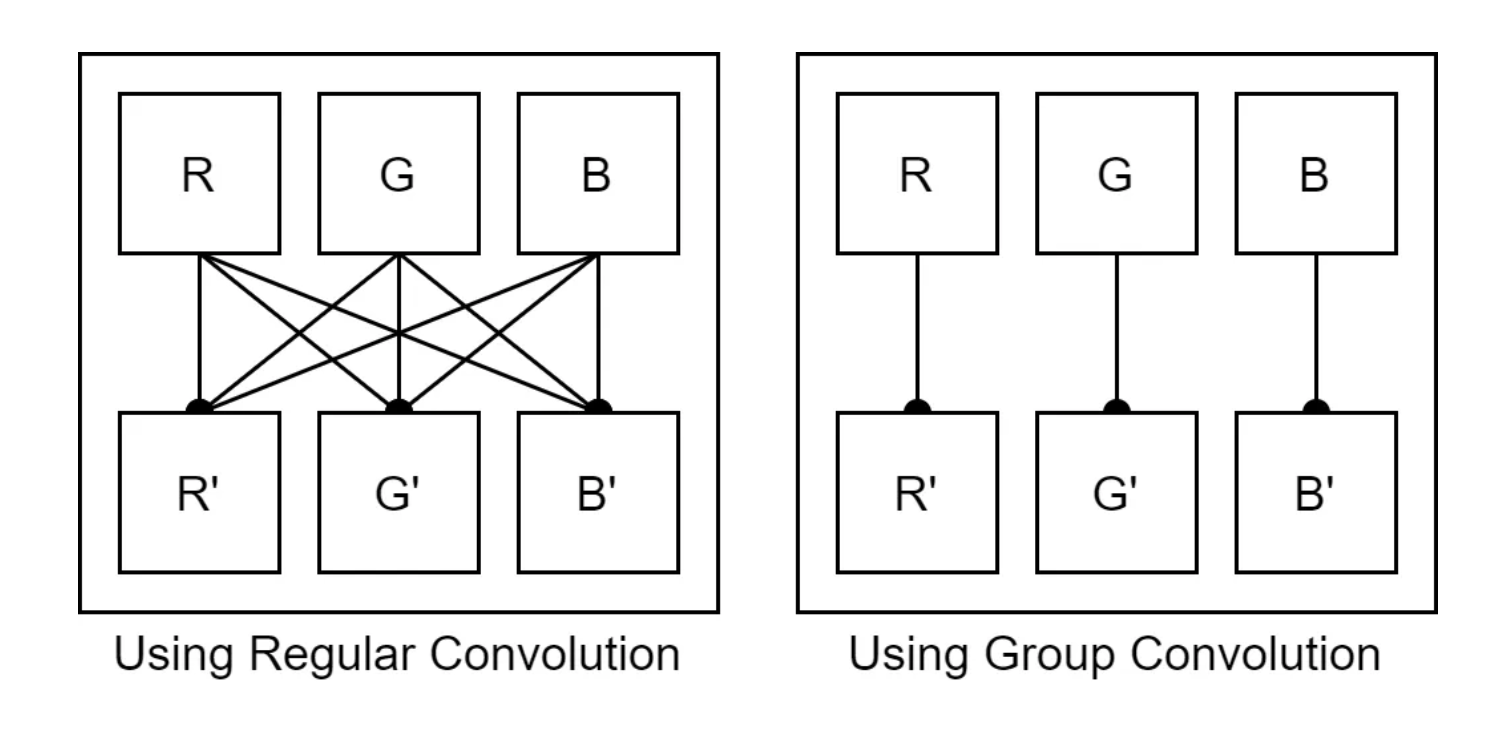 R G B R G B
R' G' B' R' G' B'
Using Regular Convolution Using Group Convolution